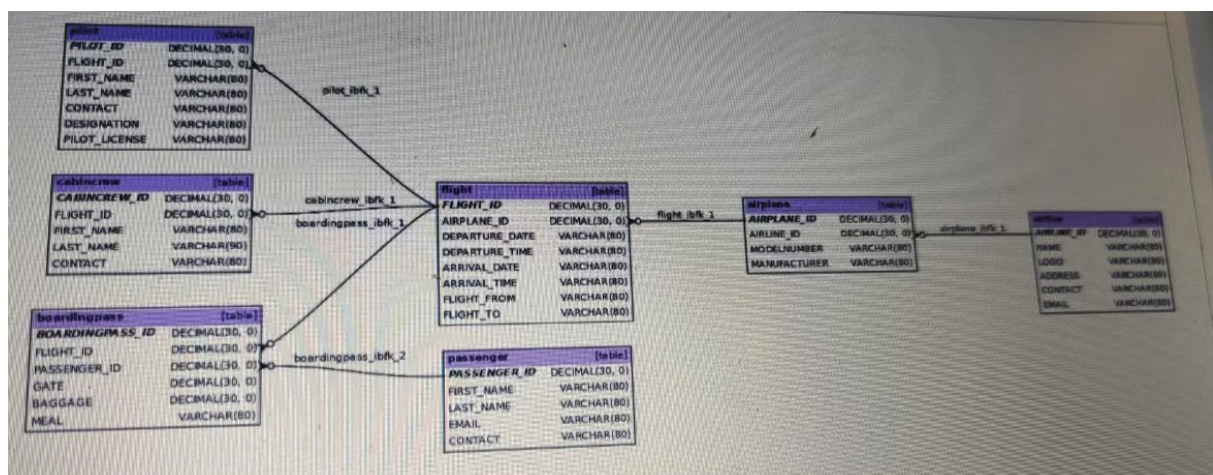 pilot [table]
PILOT_ID DECIMAL(30, 0)
FLIGHT_ID DECIMAL(30, 0)
FIRST_NAME VARCHAR(80)
LAST_NAME VARCHAR(80)
CONTACT VARCHAR(80)
DESIGNATION VARCHAR(80)
PILOT_LICENSE VARCHAR(80)
pilot_ibfk_1
cabincrew [table]
CABINCREW_ID DECIMAL(30, 0)
FLIGHT_ID DECIMAL(30, 0)
FIRST_NAME VARCHAR(80)
LAST_NAME VARCHAR(90)
CONTACT VARCHAR(80)
cabincrew_ibfk_1
boardingpass_ibfk_1
boardingpass [table]
BOARDINGPASS_ID DECIMAL(30, 0)
FLIGHT_ID DECIMAL(30, 0)
PASSENGER_ID DECIMAL(30, 0)
GATE DECIMAL(30, 0)
BAGGAGE DECIMAL(30, 0)
MEAL VARCHAR(80)
boardingpass_ibfk_2
flight [table]
FLIGHT_ID DECIMAL(30, 0)
AIRPLANE_ID DECIMAL(30, 0)
DEPARTURE_DATE VARCHAR(80)
DEPARTURE_TIME VARCHAR(80)
ARRIVAL_DATE VARCHAR(80)
ARRIVAL_TIME VARCHAR(80)
FLIGHT_FROM VARCHAR(80)
FLIGHT_TO VARCHAR(80)
passenger [table]
PASSENGER_ID DECIMAL(30, 0)
FIRST_NAME VARCHAR(80)
LAST_NAME VARCHAR(80)
EMAIL VARCHAR(80)
CONTACT VARCHAR(80)
flight_ibfk_1
airplane [table]
AIRPLANE_ID DECIMAL(30, 0)
AIRLINE_ID DECIMAL(30, 0)
MODELNUMBER VARCHAR(80)
MANUFACTURER VARCHAR(80)
airplane_ibfk_1
airline [table]
AIRLINE_ID DECIMAL(30, 0)
NAME VARCHAR(80)
LOGO VARCHAR(80)
ADDRESS VARCHAR(80)
CONTACT VARCHAR(80)
EMAIL VARCHAR(80)